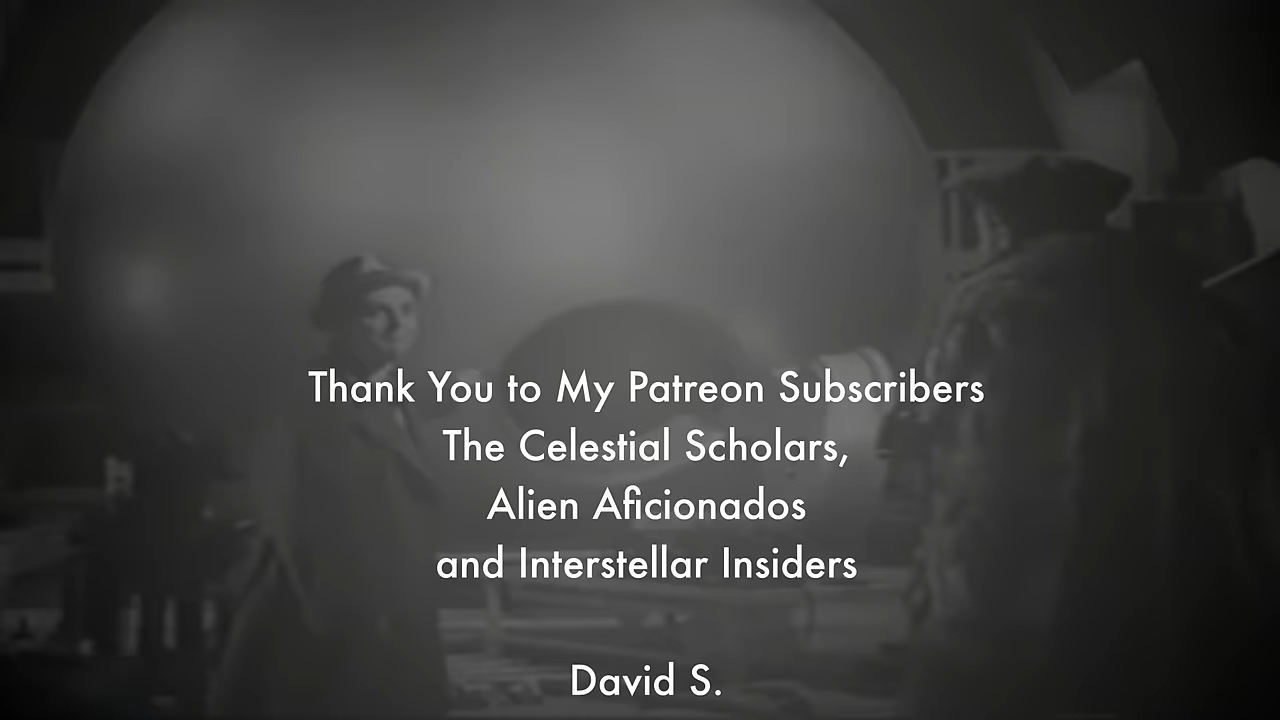 Thank You to My Patreon Subscribers
The Celestial Scholars,
Alien Aficionados
and Interstellar Insiders
David S.